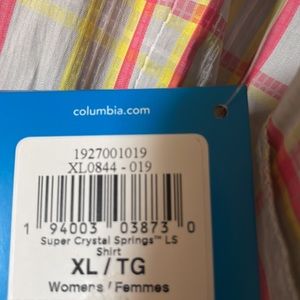 columbia.com
1927001019
XL0844 - 019
1 94003 03873 0
Super Crystal Springs™ LS
Shirt
XL / TG
Womens / Femmes